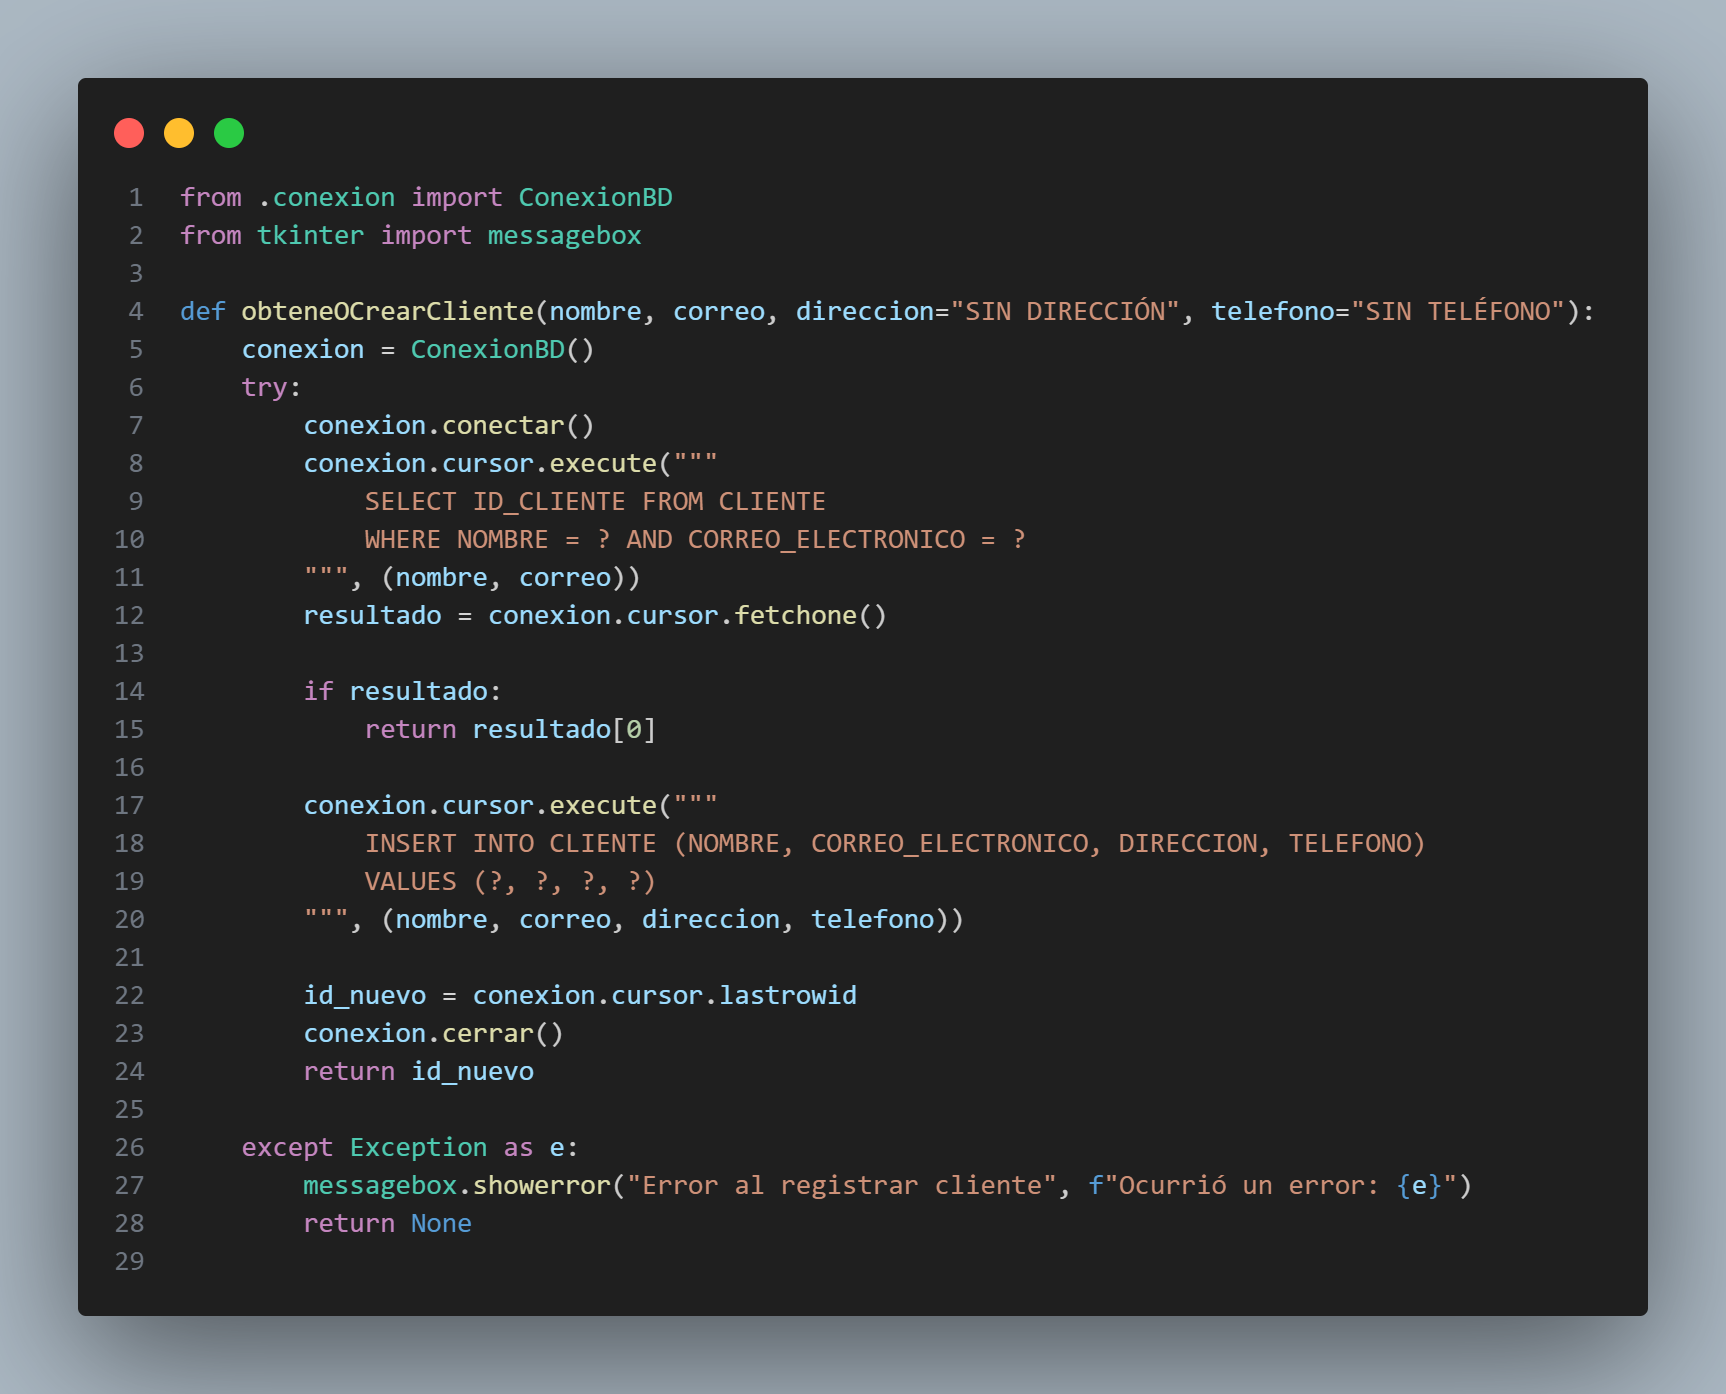 1 from .conexion import ConexionBD
2 from tkinter import messagebox
3
4 def obteneOCrearCliente(nombre, correo, direccion="SIN DIRECCIÓN", telefono="SIN TELÉFONO"):
5     conexion = ConexionBD()
6     try:
7         conexion.conectar()
8         conexion.cursor.execute("""
9             SELECT ID_CLIENTE FROM CLIENTE
10             WHERE NOMBRE = ? AND CORREO_ELECTRONICO = ?
11         """, (nombre, correo))
12         resultado = conexion.cursor.fetchone()
13
14         if resultado:
15             return resultado[0]
16
17         conexion.cursor.execute("""
18             INSERT INTO CLIENTE (NOMBRE, CORREO_ELECTRONICO, DIRECCION, TELEFONO)
19             VALUES (?, ?, ?, ?)
20         """, (nombre, correo, direccion, telefono))
21
22         id_nuevo = conexion.cursor.lastrowid
23         conexion.cerrar()
24         return id_nuevo
25
26     except Exception as e:
27         messagebox.showerror("Error al registrar cliente", f"Ocurrió un error: {e}")
28         return None
29